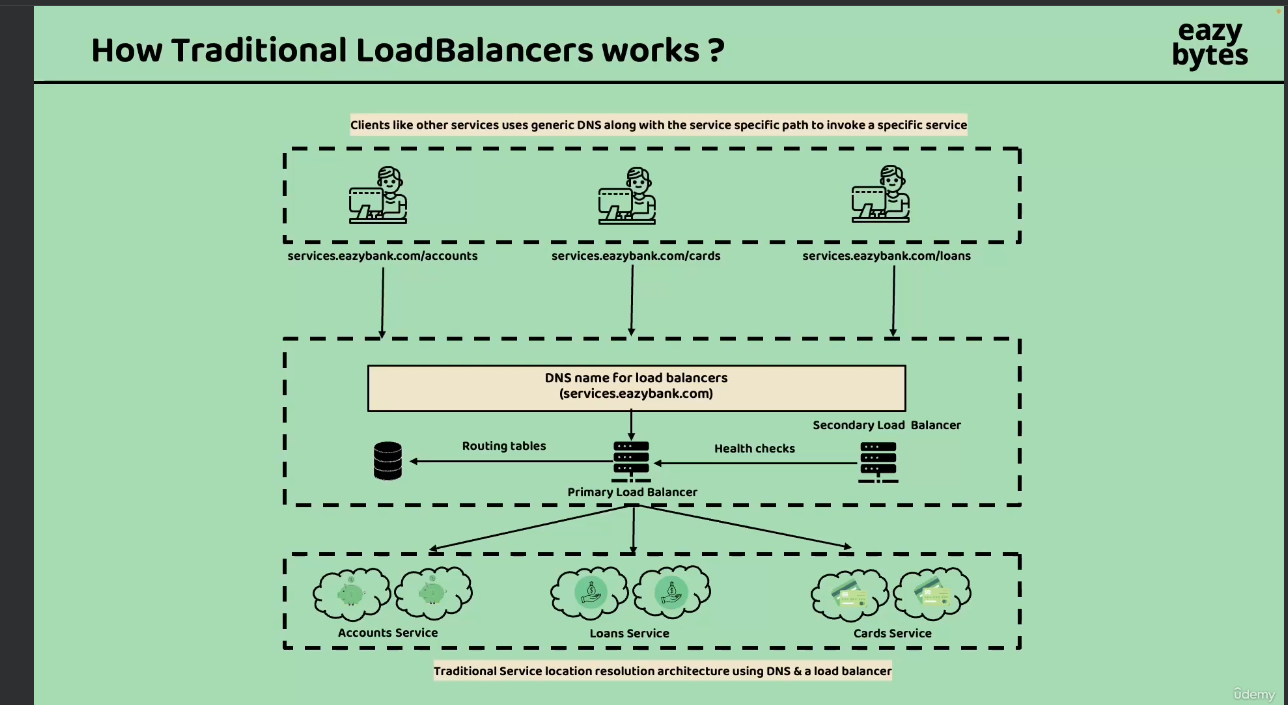 How Traditional LoadBalancers works ?
eazy
bytes
Clients like other services uses generic DNS along with the service specific path to invoke a specific service
services.eazybank.com/accounts
services.eazybank.com/cards
services.eazybank.com/loans
DNS name for load balancers
(services.eazybank.com)
Secondary Load Balancer
Routing tables
Health checks
Primary Load Balancer
Accounts Service
Loans Service
Cards Service
Traditional Service location resolution architecture using DNS & a load balancer
ûdemy